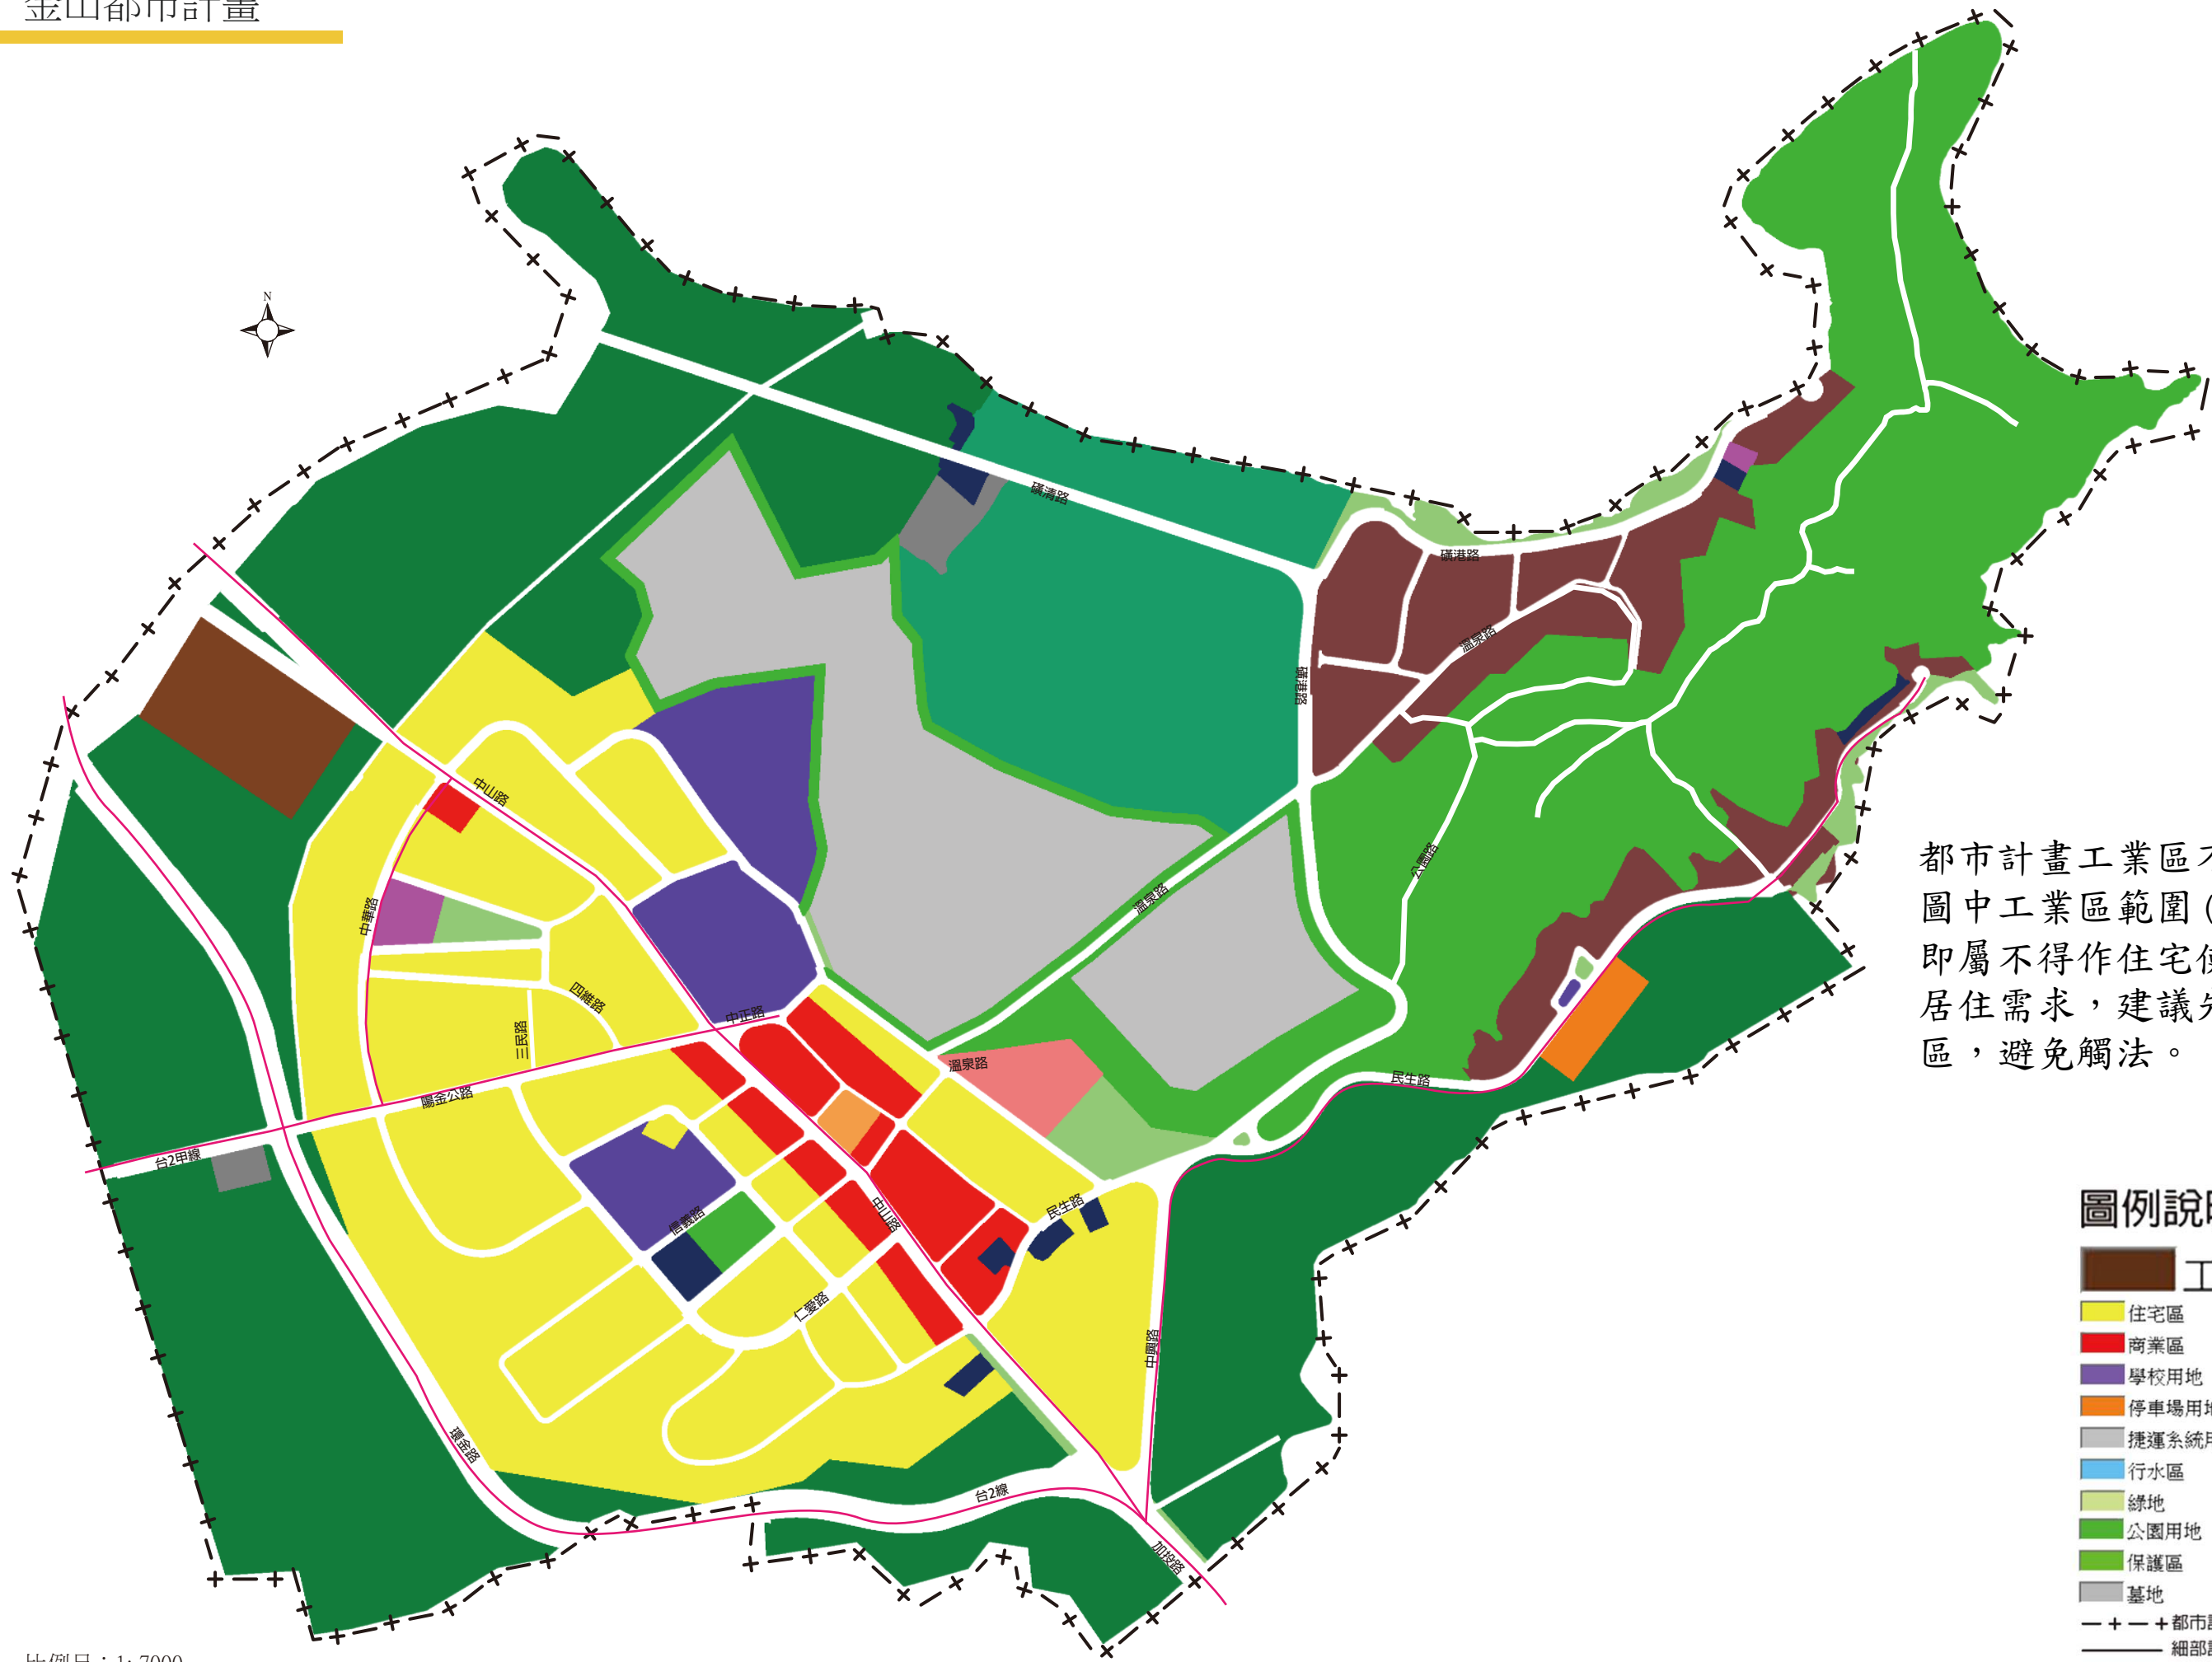 金山都市計畫
N
磺清路
磺港路
溫泉路
磺港路
中山路
公園路
溫泉路
中華路
四維路
三民路
中正路
溫泉路
民生路
陽金公路
台2甲線
信義路
中山路
民生路
仁愛路
中興路
環金路
台2線
加投路
都市計畫工業區不
圖中工業區範圍(
即屬不得作住宅使
居住需求，建議先
區，避免觸法。
圖例說明
工
住宅區
商業區
學校用地
停車場用地
捷運系統用
行水區
綠地
公園用地
保護區
墓地
都市計
細部計
比例尺：1: 7000